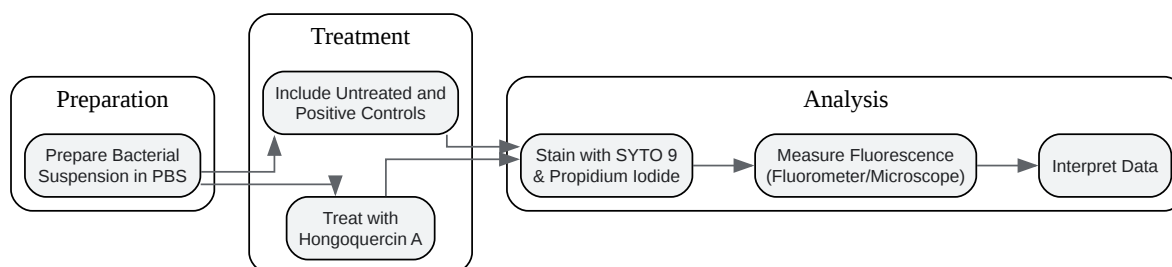 Preparation
Prepare Bacterial
Suspension in PBS
Treatment
Include Untreated and
Positive Controls
Treat with
Hongoquercin A
Analysis
Stain with SYTO 9
& Propidium Iodide
Measure Fluorescence
(Fluorometer/Microscope)
Interpret Data